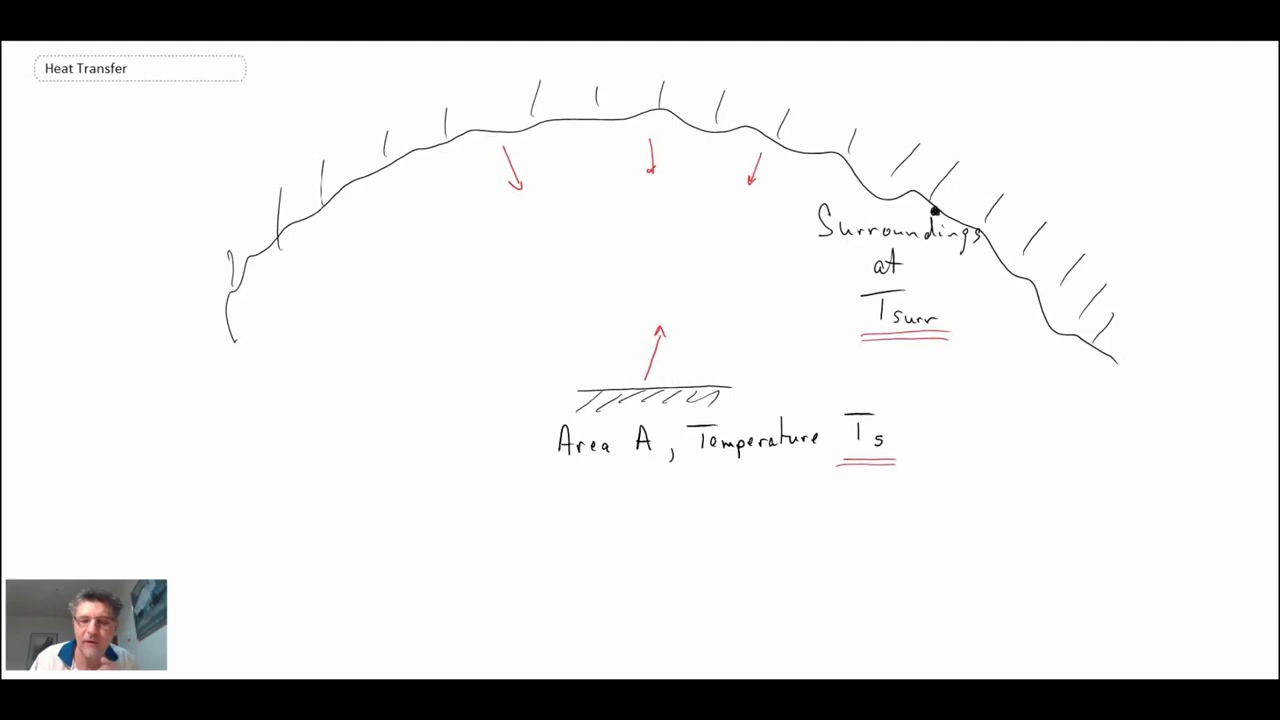 Heat Transfer
Surroundings
at
Tsurr
Area A, Temperature Ts